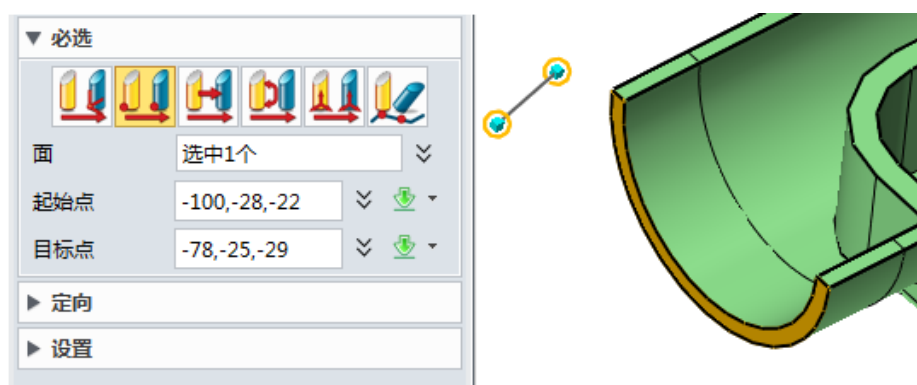 必选
面 选中1个
起始点 -100,-28,-22
目标点 -78,-25,-29
定向
设置